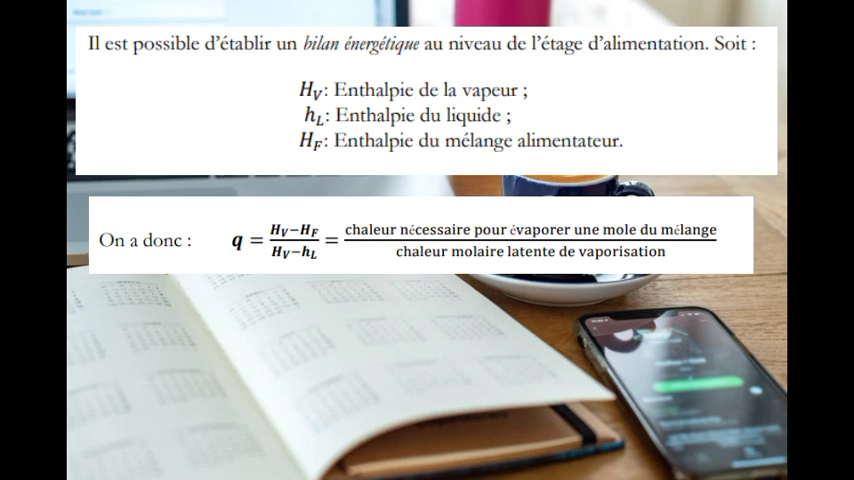 Il est possible d'établir un bilan énergétique au niveau de l'étage d'alimentation. Soit :
H_V: Enthalpie de la vapeur ;
h_L: Enthalpie du liquide ;
H_F: Enthalpie du mélange alimentateur.
On a donc : q = (H_V−H_F)/(H_V−h_L) = chaleur nécessaire pour évaporer une mole du mélange / chaleur molaire latente de vaporisation